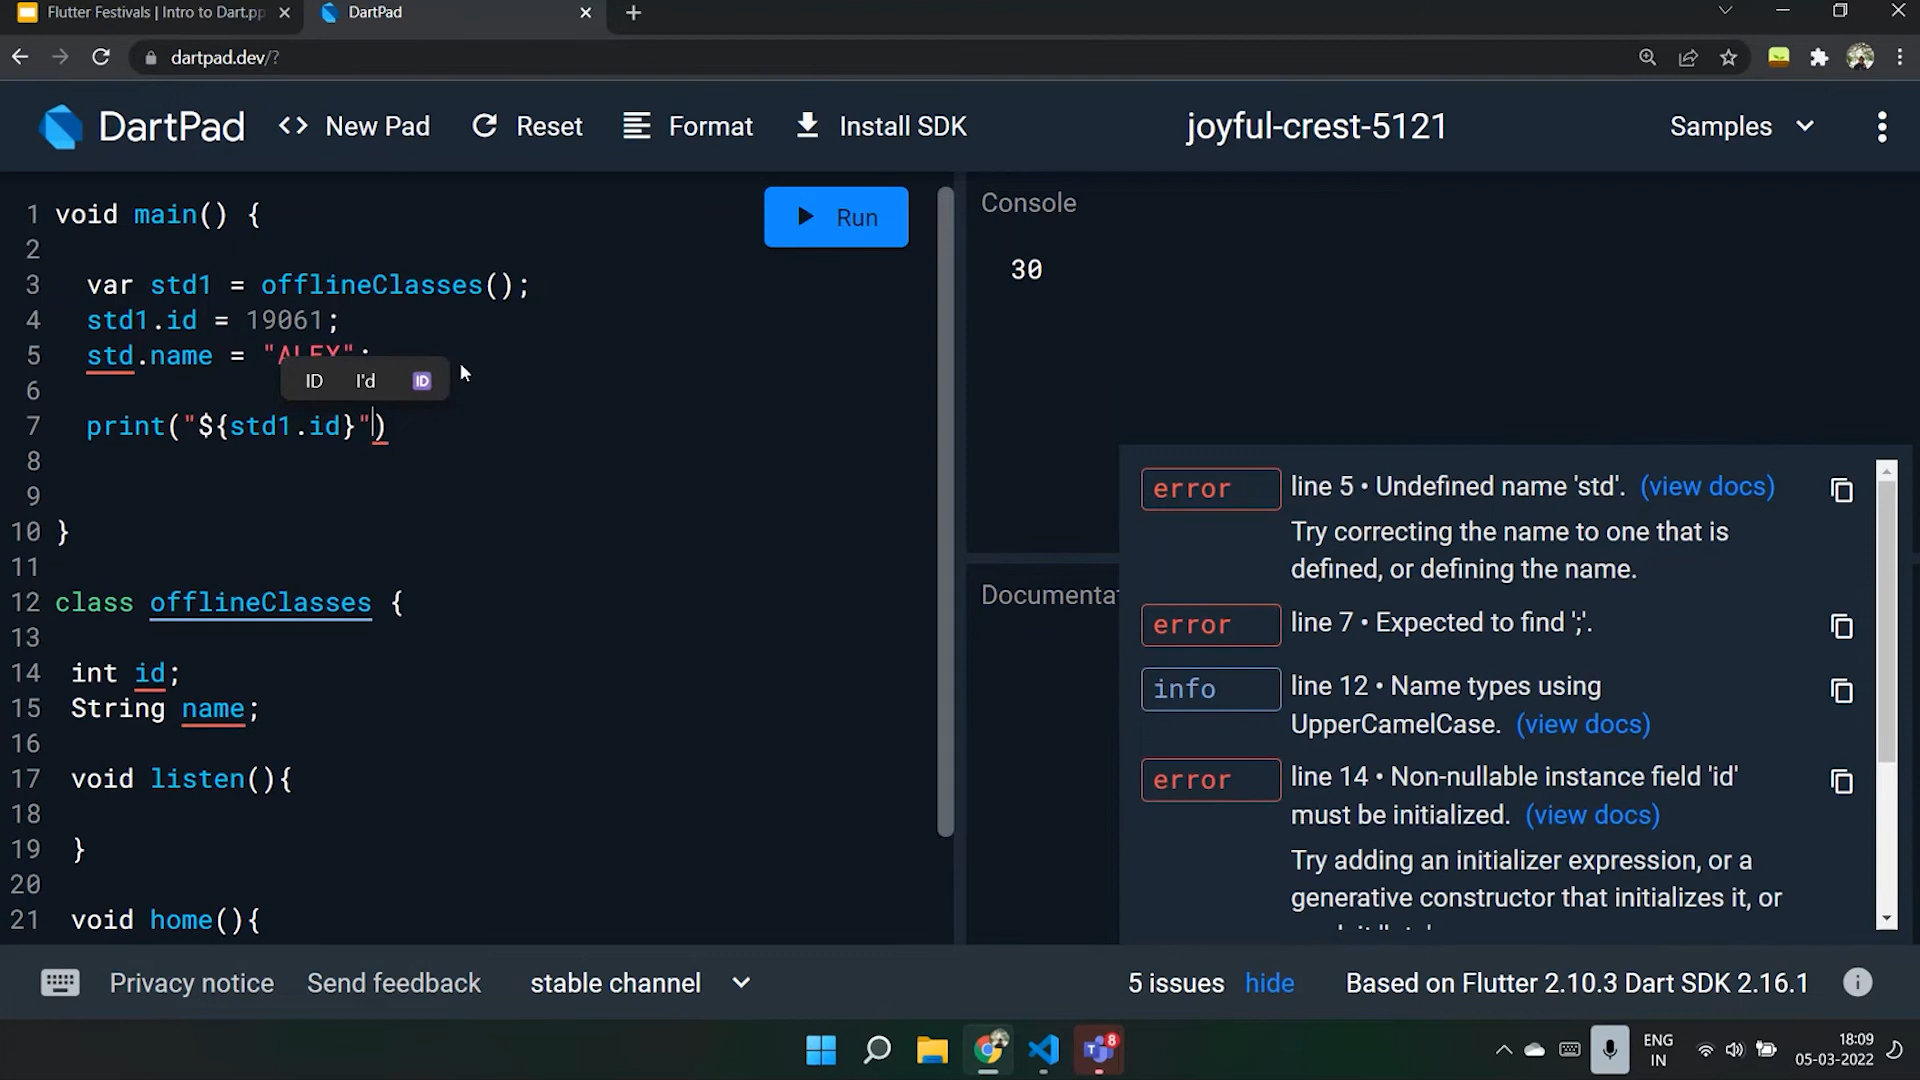 Flutter Festivals | Intro to Dart.pp
DartPad
dartpad.dev/?
DartPad
<> New Pad
Reset
Format
Install SDK
joyful-crest-5121
Samples
1 void main() {
2
3 var std1 = offlineClasses();
4 std1.id = 19061;
5 std.name = "ALEX";
ID I'd ID
6
7 print("${std1.id}")
8
9
10 }
11
12 class offlineClasses {
13
14 int id;
15 String name;
16
17 void listen(){
18
19 }
20
21 void home(){
Run
Console
30
Documentat
error line 5 • Undefined name 'std'. (view docs)
Try correcting the name to one that is
defined, or defining the name.
error line 7 • Expected to find ';'.
info line 12 • Name types using
UpperCamelCase. (view docs)
error line 14 • Non-nullable instance field 'id'
must be initialized. (view docs)
Try adding an initializer expression, or a
generative constructor that initializes it, or
Privacy notice
Send feedback
stable channel
5 issues hide
Based on Flutter 2.10.3 Dart SDK 2.16.1
8
ENG
IN
18:09
05-03-2022